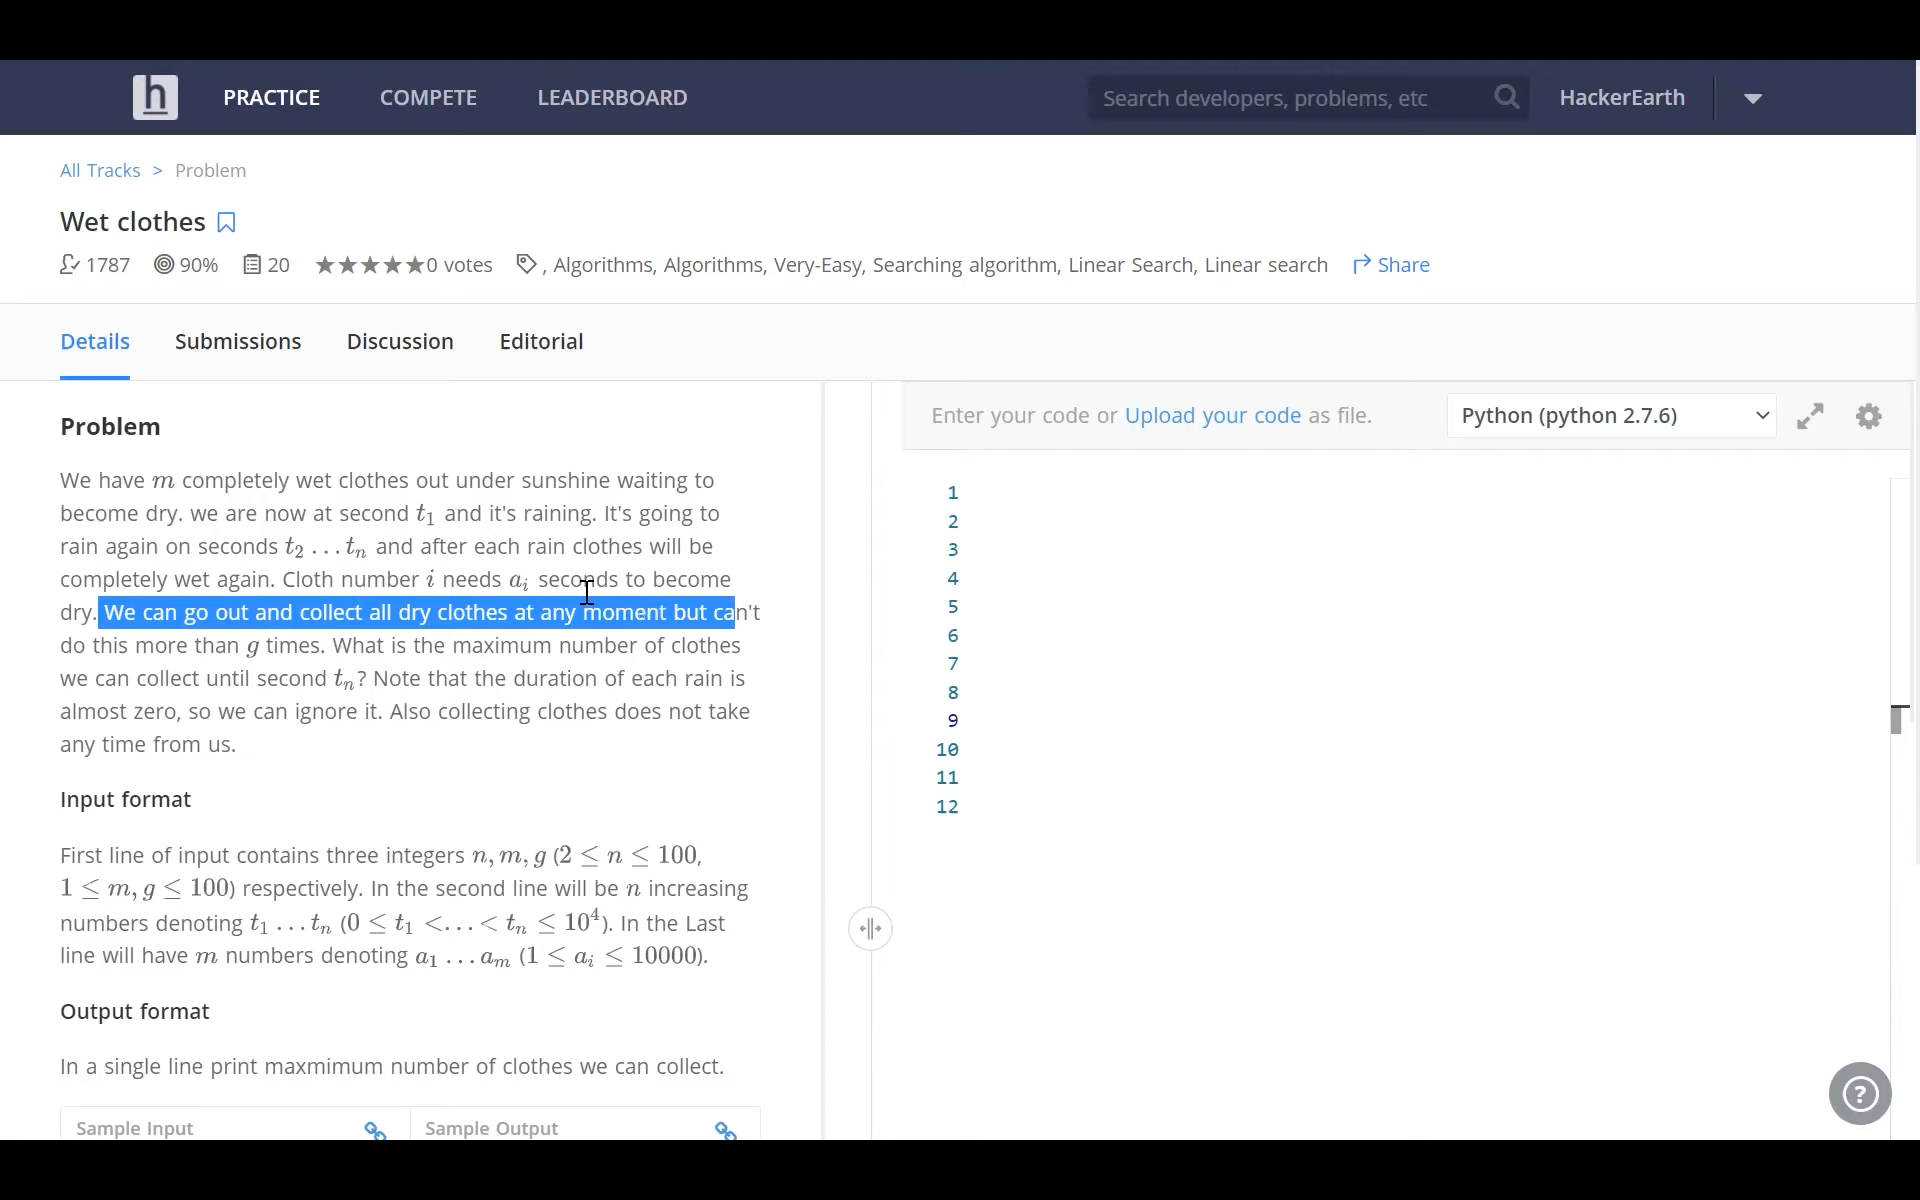 h PRACTICE COMPETE LEADERBOARD Search developers, problems, etc HackerEarth
All Tracks > Problem
Wet clothes
1787 90% 20 ★★★★★0 votes , Algorithms, Algorithms, Very-Easy, Searching algorithm, Linear Search, Linear search Share
Details Submissions Discussion Editorial
Enter your code or Upload your code as file. Python (python 2.7.6)
Problem
We have m completely wet clothes out under sunshine waiting to
become dry. we are now at second t₁ and it's raining. It's going to
rain again on seconds t₂ … tₙ and after each rain clothes will be
completely wet again. Cloth number i needs aᵢ seconds to become
dry. We can go out and collect all dry clothes at any moment but can't
do this more than g times. What is the maximum number of clothes
we can collect until second tₙ? Note that the duration of each rain is
almost zero, so we can ignore it. Also collecting clothes does not take
any time from us.
Input format
First line of input contains three integers n, m, g (2 ≤ n ≤ 100,
1 ≤ m, g ≤ 100) respectively. In the second line will be n increasing
numbers denoting t₁ … tₙ (0 ≤ t₁ <… < tₙ ≤ 10⁴). In the Last
line will have m numbers denoting a₁ … aₘ (1 ≤ aᵢ ≤ 10000).
Output format
In a single line print maxmimum number of clothes we can collect.
Sample Input Sample Output
1
2
3
4
5
6
7
8
9
10
11
12
?